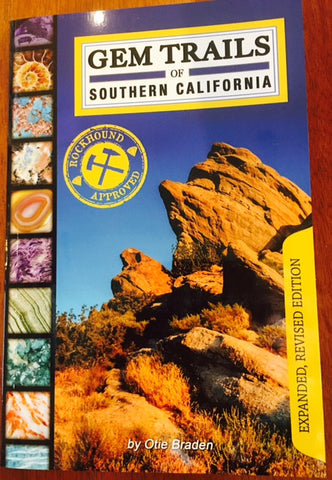 GEM TRAILS
OF
SOUTHERN CALIFORNIA
ROCKHOUND
APPROVED
EXPANDED, REVISED EDITION
by Otie Braden